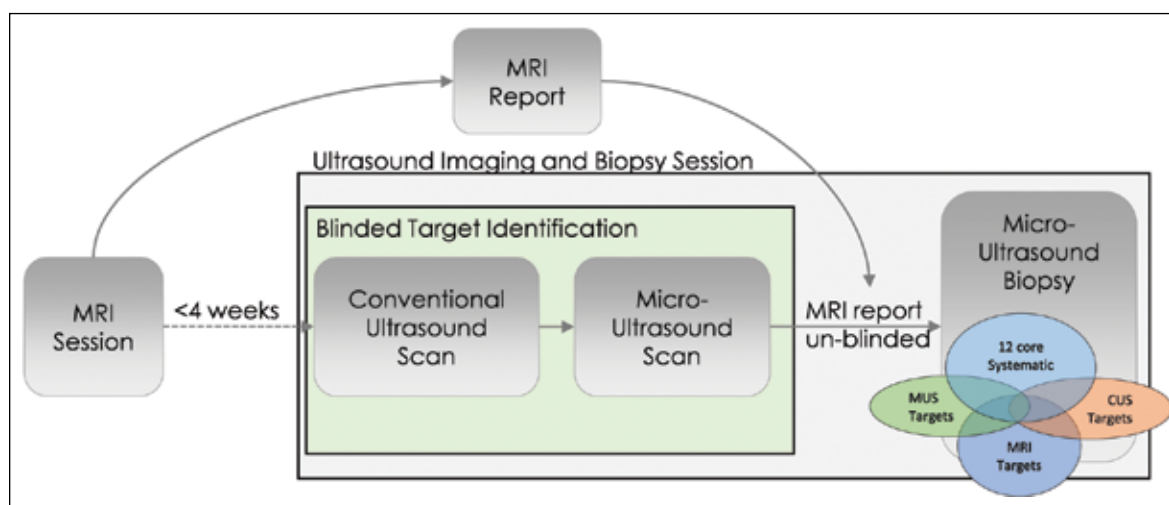 MRI
Report
Ultrasound Imaging and Biopsy Session
Blinded Target Identification
MRI
Session
<4 weeks
Conventional
Ultrasound
Scan
Micro-
Ultrasound
Scan
MRI report
un-blinded
Micro-
Ultrasound
Biopsy
12 core
Systematic
MUS
Targets
CUS
Targets
MRI
Targets